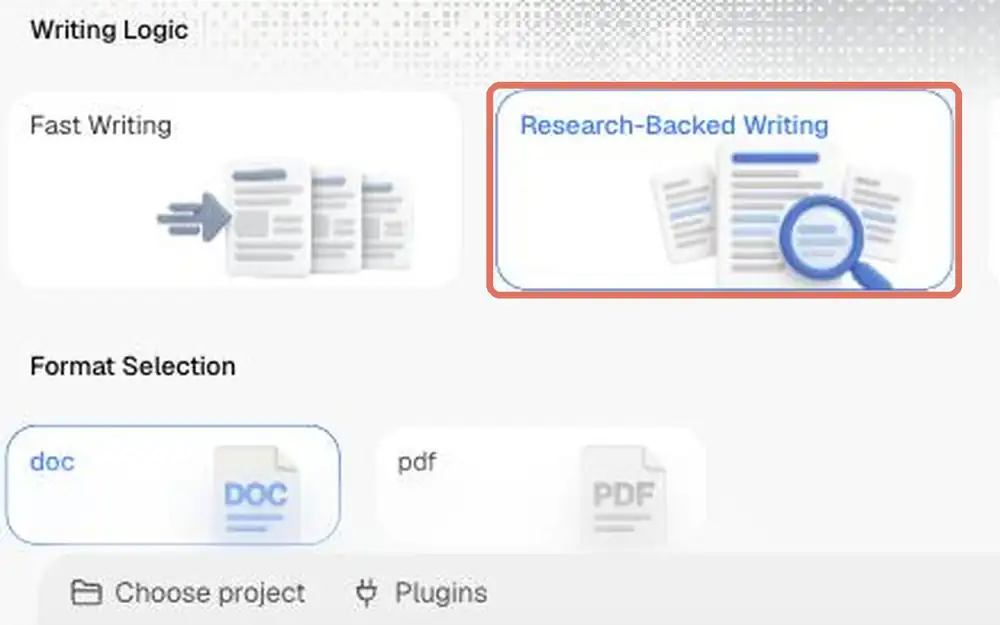 Writing Logic
Fast Writing
Research-Backed Writing
Format Selection
doc
DOC
pdf
PDF
Choose project
Plugins